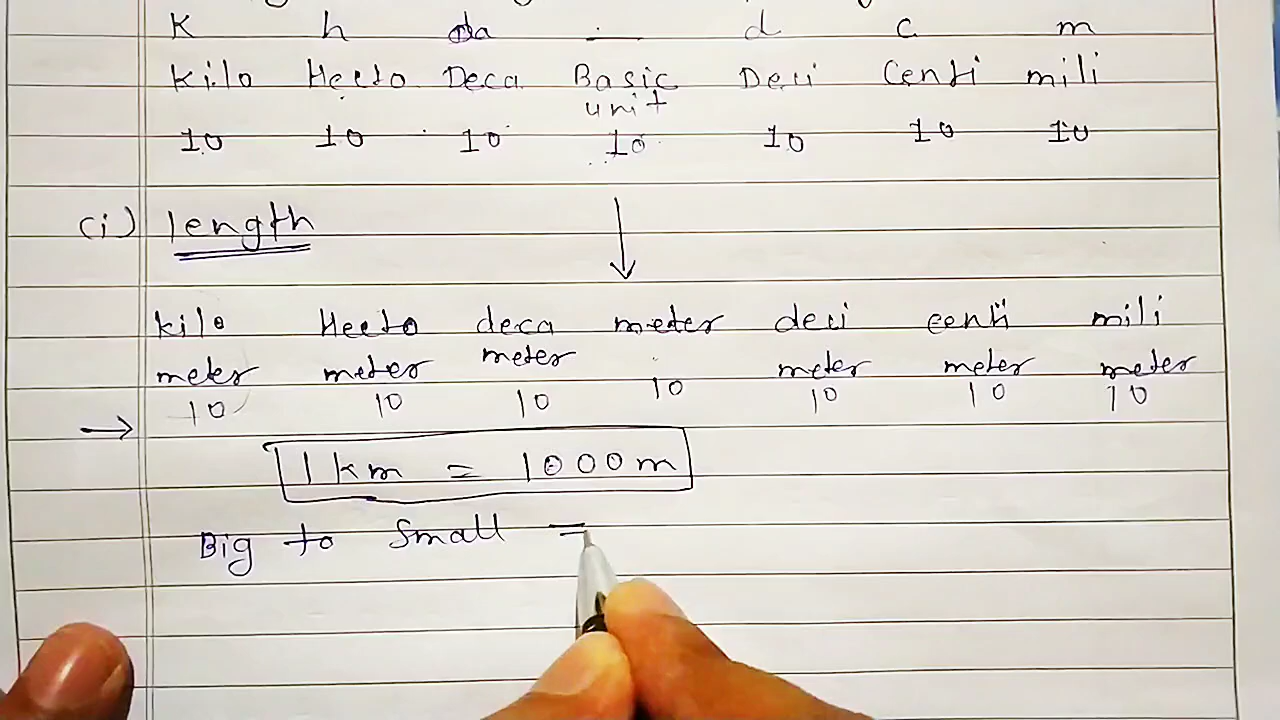 K h da — d c m
Kilo Hecto Deca Basic Deci Centi mili
unit
10 10 10 10 10 10 10
(i) length
kilo Hecto deca meter deci centi mili
meter meter meter meter meter meter
10 10 10 10 10 10 10
→ 1 km = 1000m
Big to Small =